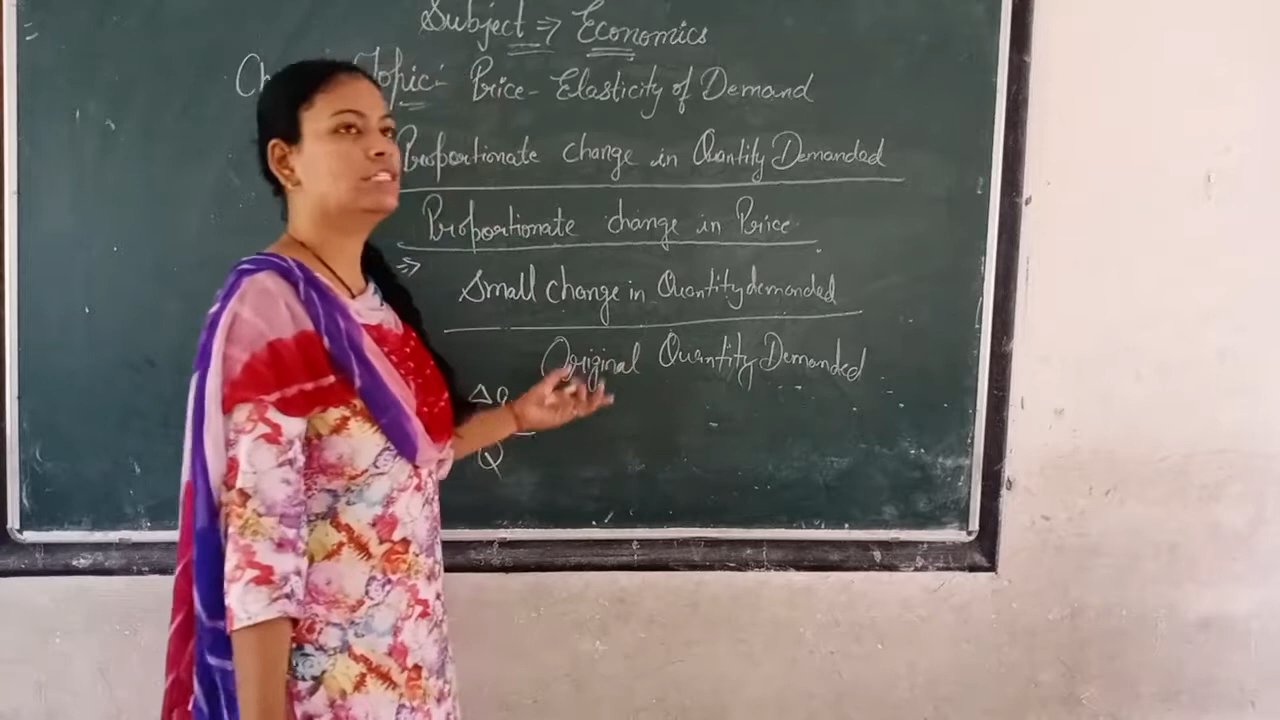 Subject ⇒ Economics
Topic:- Price-Elasticity of Demand
Proportionate change in Quantity Demanded
Proportionate change in Price
⇒ Small change in Quantity demanded
Original Quantity Demanded
ΔQ
Q